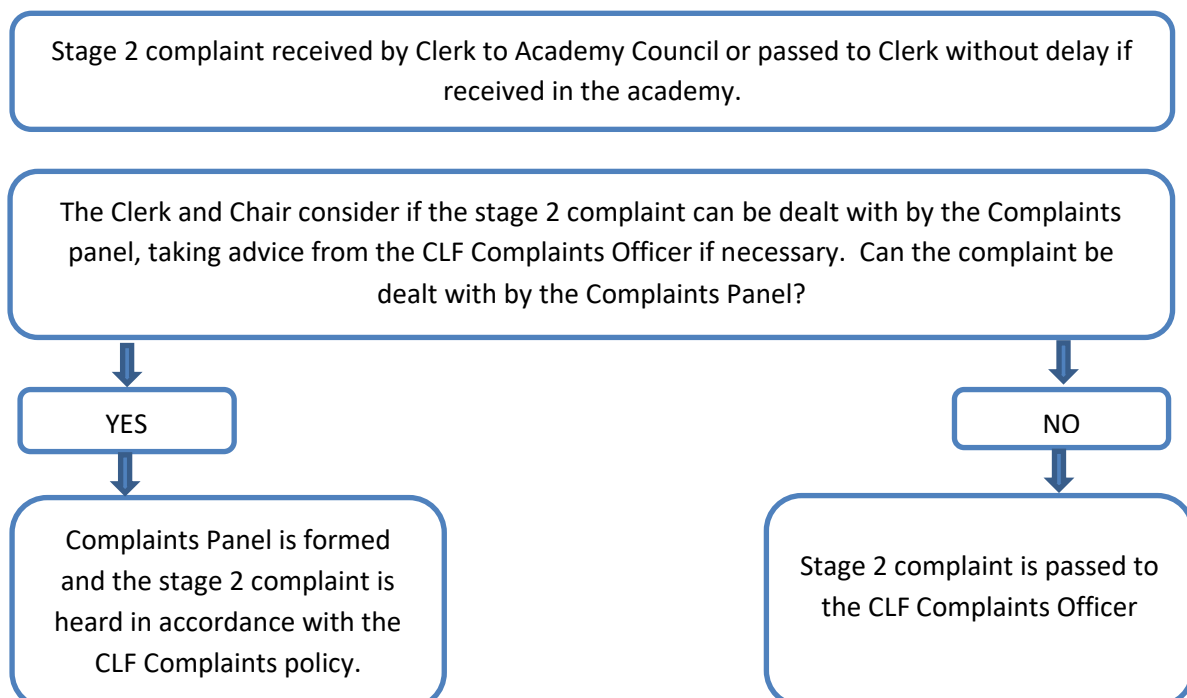 Stage 2 complaint received by Clerk to Academy Council or passed to Clerk without delay if
received in the academy.
The Clerk and Chair consider if the stage 2 complaint can be dealt with by the Complaints
panel, taking advice from the CLF Complaints Officer if necessary.  Can the complaint be
dealt with by the Complaints Panel?
YES
NO
Complaints Panel is formed
and the stage 2 complaint is
heard in accordance with the
CLF Complaints policy.
Stage 2 complaint is passed to
the CLF Complaints Officer